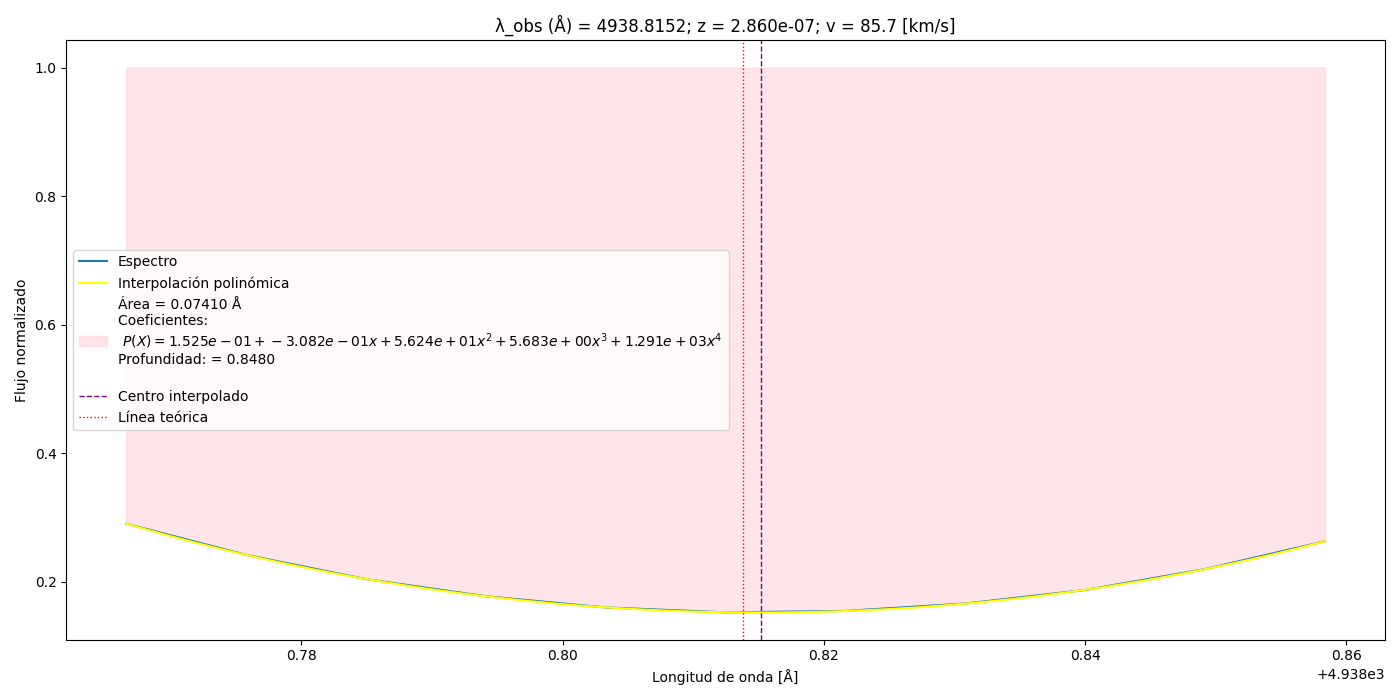 λ_obs (Å) = 4938.8152; z = 2.860e-07; v = 85.7 [km/s]
Flujo normalizado
1.0
0.8
0.6
0.4
0.2
Espectro
Interpolación polinómica
Área = 0.07410 Å
Coeficientes:
P(X) = 1.525e − 01 + −3.082e − 01x + 5.624e + 01x² + 5.683e + 00x³ + 1.291e + 03x⁴
Profundidad: = 0.8480
Centro interpolado
Línea teórica
0.78 0.80 0.82 0.84 0.86
+4.938e3
Longitud de onda [Å]